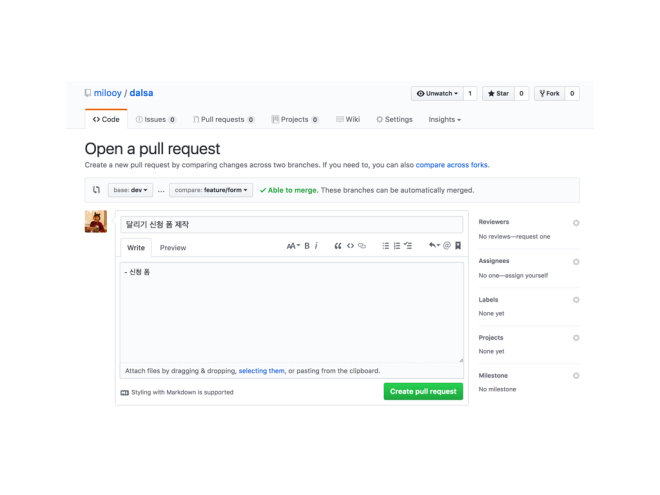 milooy / dalsa
Unwatch 1 Star 0 Fork 0
Code Issues 0 Pull requests 0 Projects 0 Wiki Settings Insights
Open a pull request
Create a new pull request by comparing changes across two branches. If you need to, you can also compare across forks.
base: dev ... compare: feature/form Able to merge. These branches can be automatically merged.
달리기 신청 폼 제작
Write Preview
AA B i
- 신청 폼
Attach files by dragging & dropping, selecting them, or pasting from the clipboard.
Styling with Markdown is supported
Create pull request
Reviewers
No reviews—request one
Assignees
No one—assign yourself
Labels
None yet
Projects
None yet
Milestone
No milestone